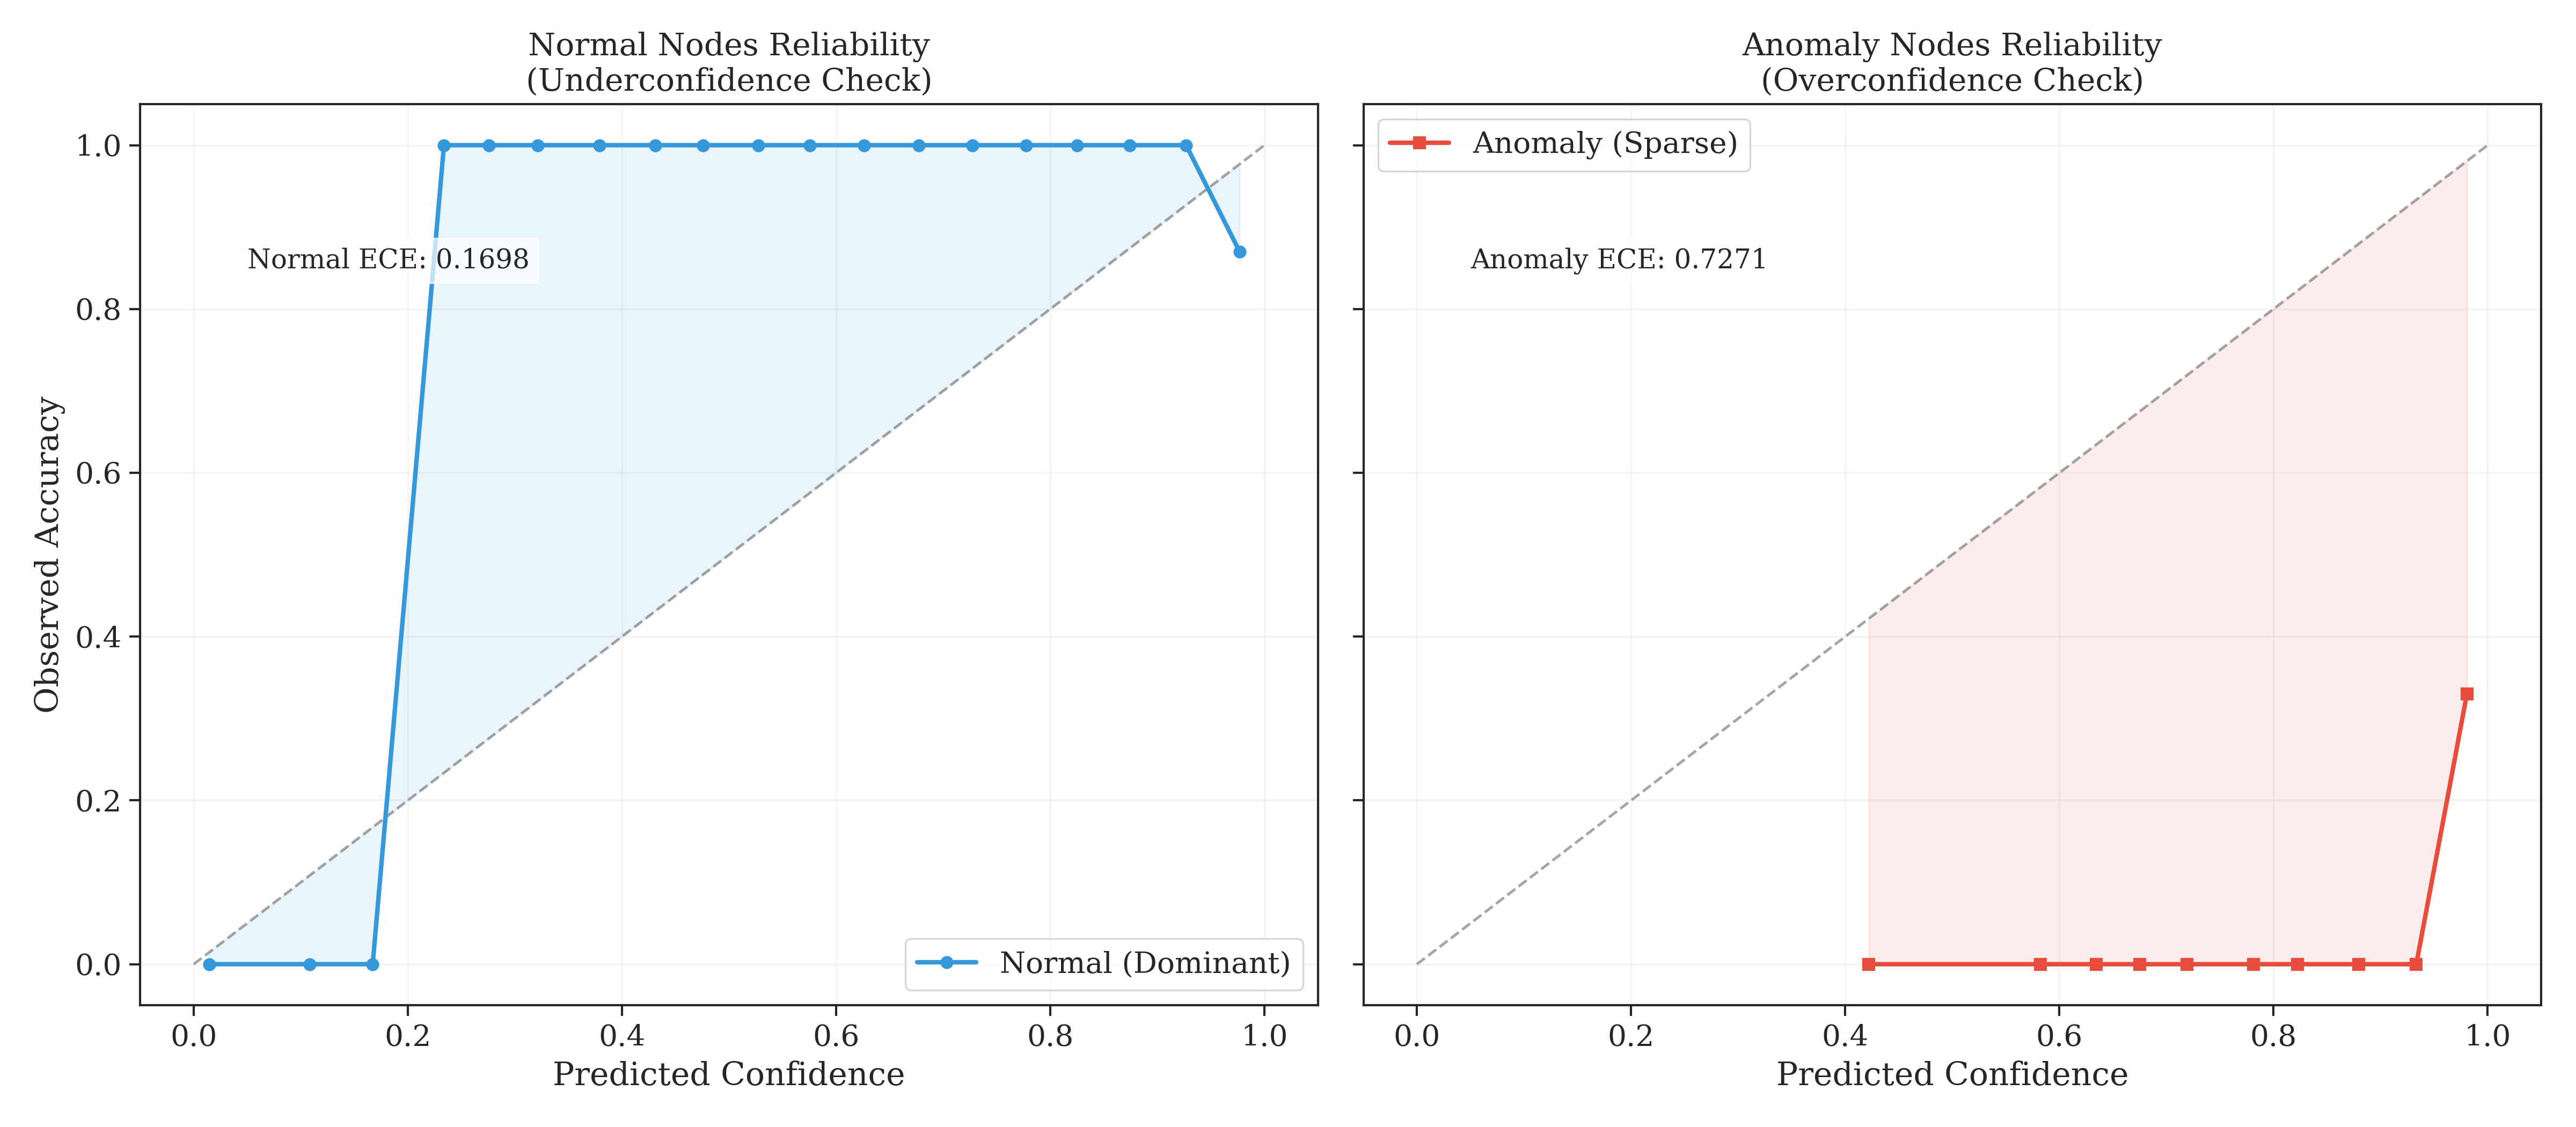 Normal Nodes Reliability
(Underconfidence Check)
Observed Accuracy
1.0
0.8
0.6
0.4
0.2
0.0
Normal ECE: 0.1698
Normal (Dominant)
0.0 0.2 0.4 0.6 0.8 1.0
Predicted Confidence
Anomaly Nodes Reliability
(Overconfidence Check)
Anomaly (Sparse)
Anomaly ECE: 0.7271
0.0 0.2 0.4 0.6 0.8 1.0
Predicted Confidence